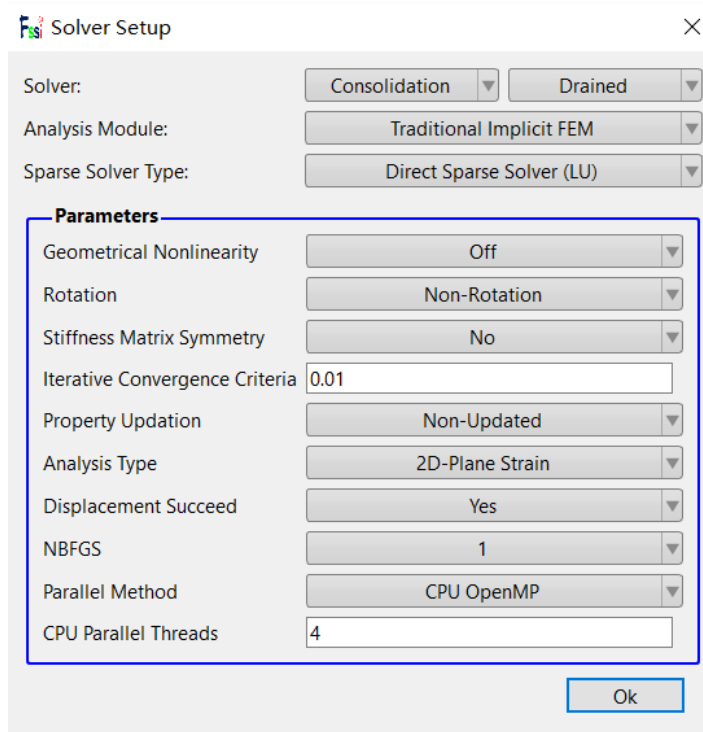 Fssi Solver Setup
Solver: Consolidation Drained
Analysis Module: Traditional Implicit FEM
Sparse Solver Type: Direct Sparse Solver (LU)
Parameters
Geometrical Nonlinearity Off
Rotation Non-Rotation
Stiffness Matrix Symmetry No
Iterative Convergence Criteria 0.01
Property Updation Non-Updated
Analysis Type 2D-Plane Strain
Displacement Succeed Yes
NBFGS 1
Parallel Method CPU OpenMP
CPU Parallel Threads 4
Ok